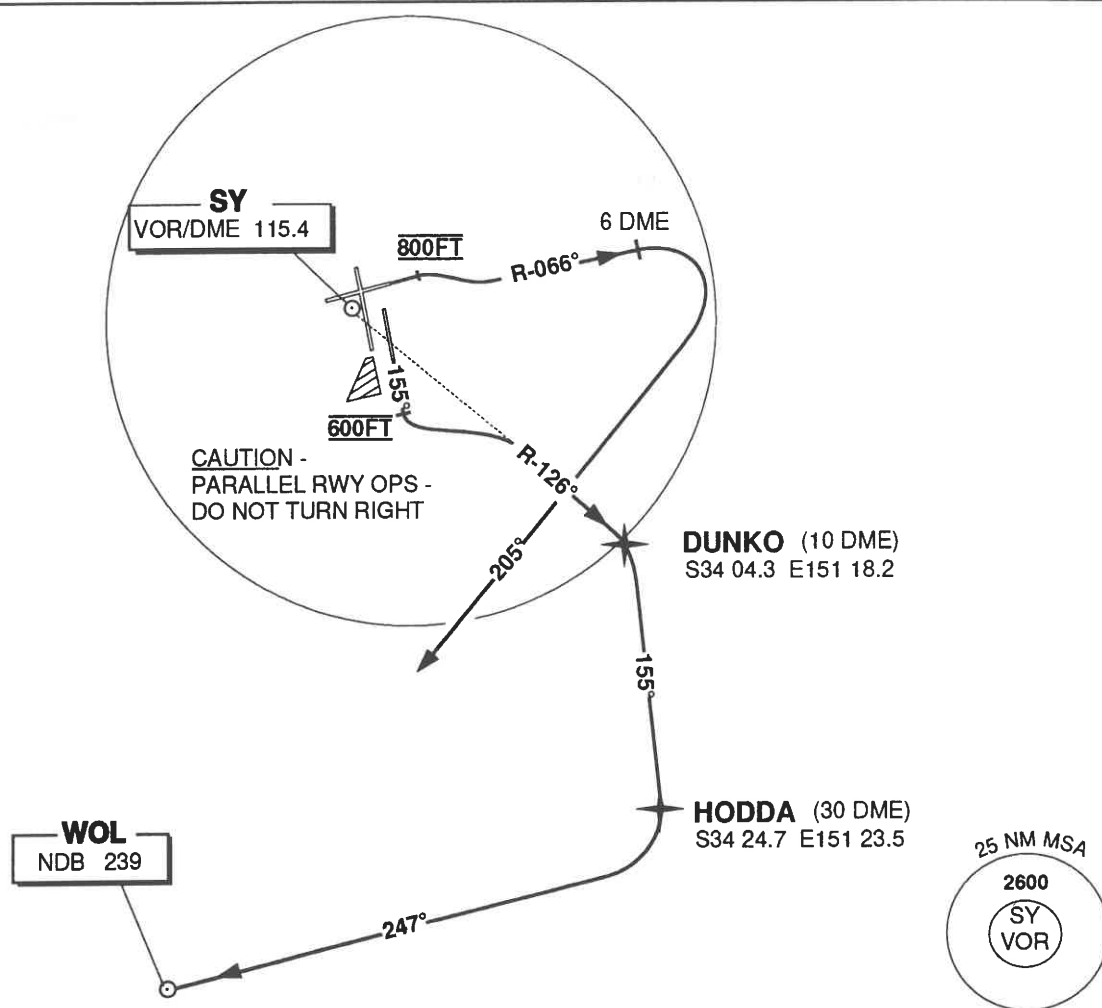 SY
VOR/DME 115.4
800FT
6 DME
R-066°
155°
600FT
CAUTION -
PARALLEL RWY OPS -
DO NOT TURN RIGHT
R-126°
DUNKO (10 DME)
S34 04.3 E151 18.2
205°
155°
HODDA (30 DME)
S34 24.7 E151 23.5
WOL
NDB 239
247°
25 NM MSA
2600
SY
VOR